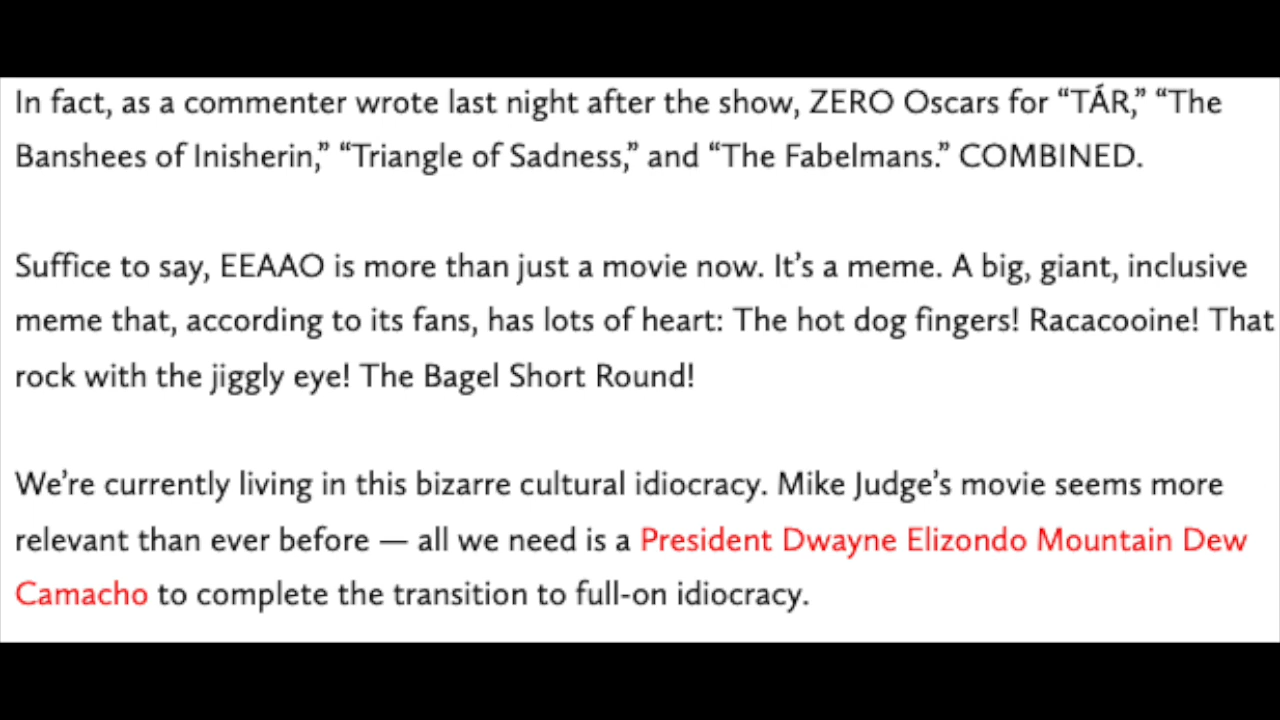 In fact, as a commenter wrote last night after the show, ZERO Oscars for “TÁR,” “The
Banshees of Inisherin,” “Triangle of Sadness,” and “The Fabelmans.” COMBINED.
Suffice to say, EEAAO is more than just a movie now. It’s a meme. A big, giant, inclusive
meme that, according to its fans, has lots of heart: The hot dog fingers! Racacooine! That
rock with the jiggly eye! The Bagel Short Round!
We’re currently living in this bizarre cultural idiocracy. Mike Judge’s movie seems more
relevant than ever before — all we need is a President Dwayne Elizondo Mountain Dew
Camacho to complete the transition to full-on idiocracy.